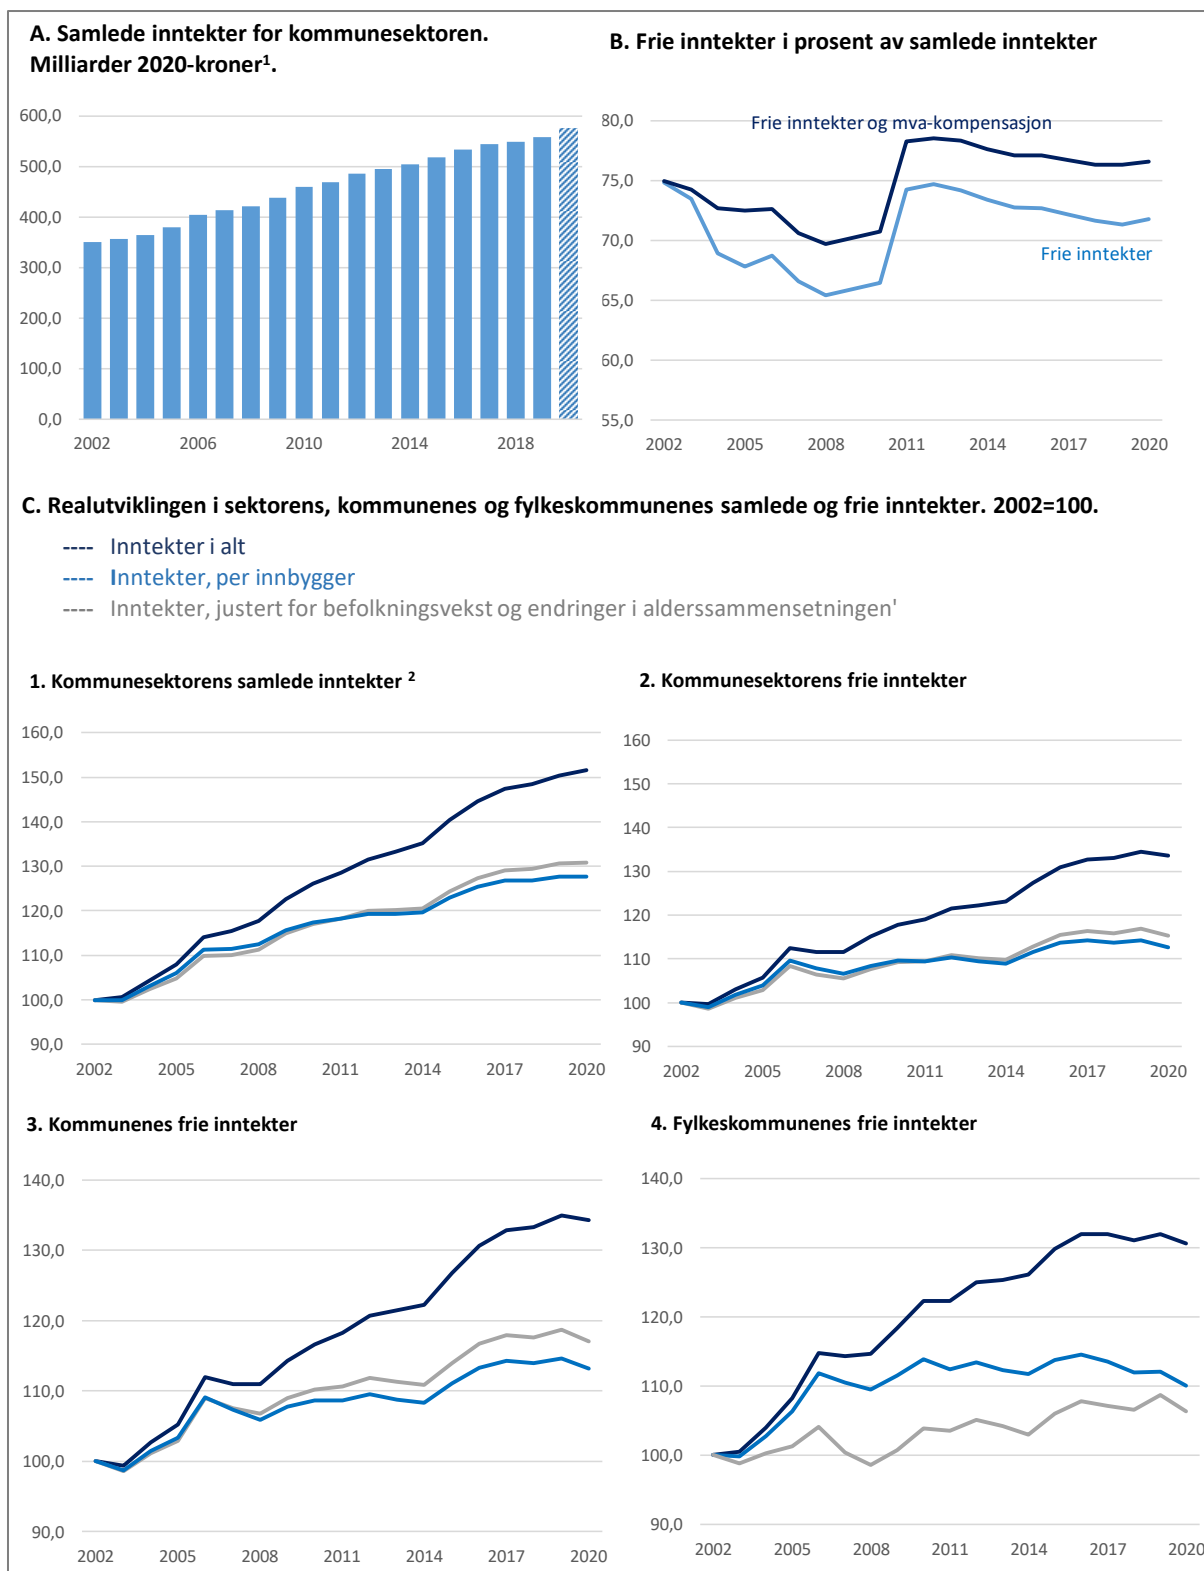 A. Samlede inntekter for kommunesektoren.
Milliarder 2020-kroner¹.
600,0
500,0
400,0
300,0
200,0
100,0
0,0
2002 2006 2010 2014 2018
B. Frie inntekter i prosent av samlede inntekter
80,0
75,0
70,0
65,0
60,0
55,0
Frie inntekter og mva-kompensasjon
Frie inntekter
2002 2005 2008 2011 2014 2017 2020
C. Realutviklingen i sektorens, kommunenes og fylkeskommunenes samlede og frie inntekter. 2002=100.
---- Inntekter i alt
---- Inntekter, per innbygger
---- Inntekter, justert for befolkningsvekst og endringer i alderssammensetningen'
1. Kommunesektorens samlede inntekter ²
160,0
150,0
140,0
130,0
120,0
110,0
100,0
90,0
2002 2005 2008 2011 2014 2017 2020
2. Kommunesektorens frie inntekter
160
150
140
130
120
110
100
90
2002 2005 2008 2011 2014 2017 2020
3. Kommunenes frie inntekter
140,0
130,0
120,0
110,0
100,0
90,0
2002 2005 2008 2011 2014 2017 2020
4. Fylkeskommunenes frie inntekter
140,0
130,0
120,0
110,0
100,0
90,0
2002 2005 2008 2011 2014 2017 2020